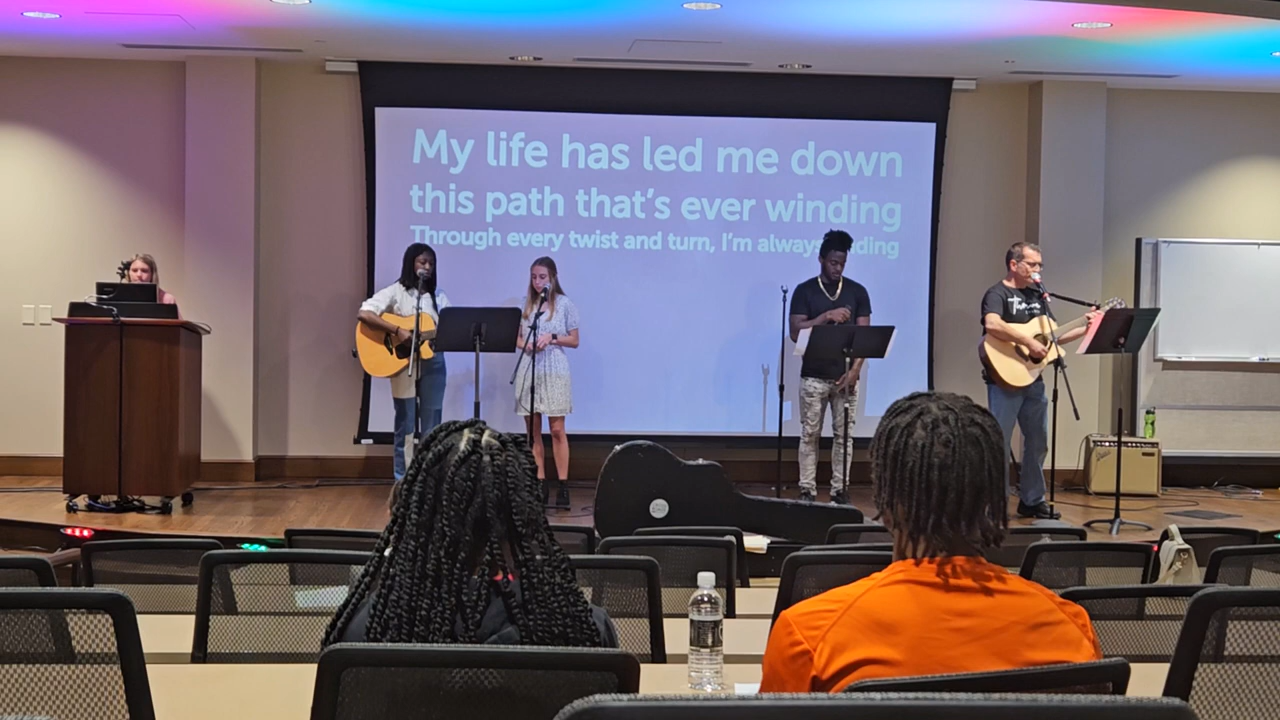 My life has led me down
this path that's ever winding
Through every twist and turn, I'm always